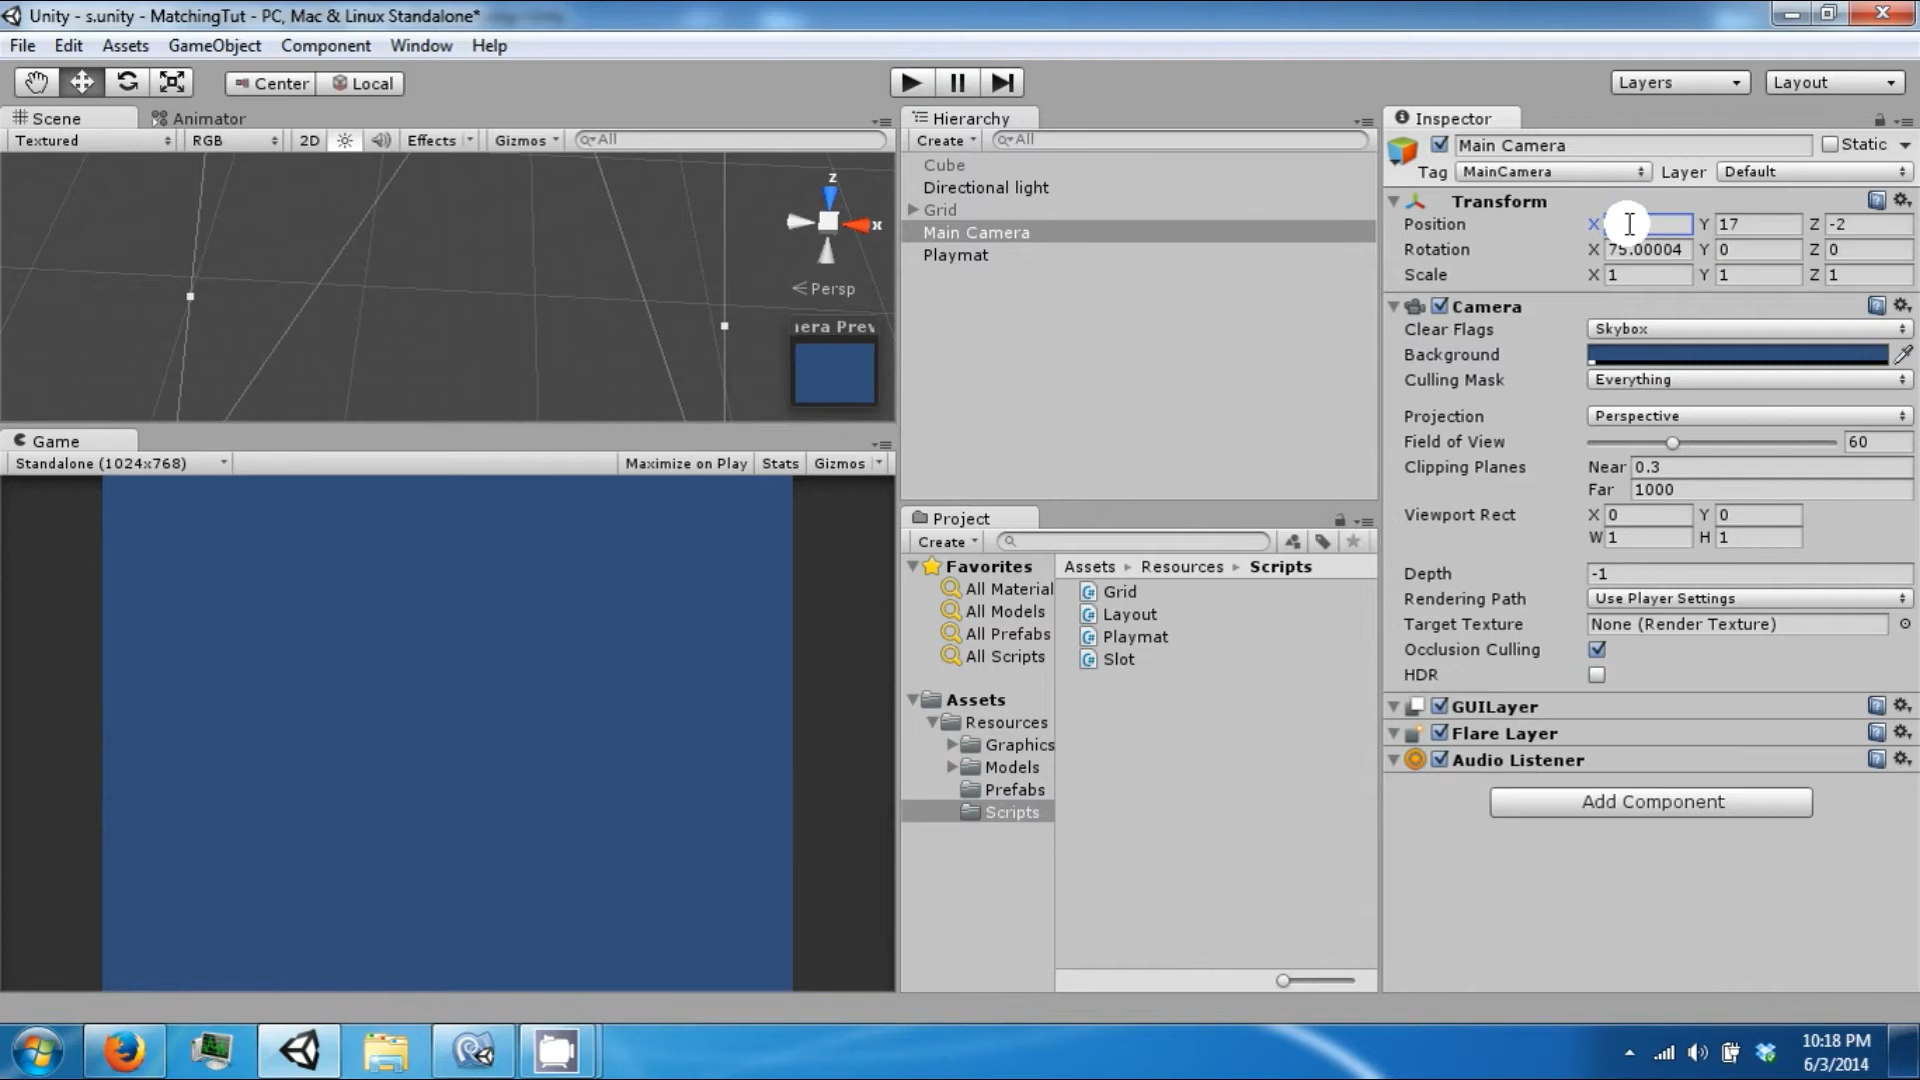 Unity - s.unity - MatchingTut - PC, Mac & Linux Standalone*
File Edit Assets GameObject Component Window Help
Center Local Layers Layout
Scene Animator
Textured RGB 2D Effects Gizmos All
z
x
Persp
Game
Standalone (1024x768) Maximize on Play Stats Gizmos
Hierarchy
Create All
Cube
Directional light
Grid
Main Camera
Playmat
Project
Create
Favorites
All Material
All Models
All Prefabs
All Scripts
Assets
Resources
Graphics
Models
Prefabs
Scripts
Assets Resources Scripts
Grid
Layout
Playmat
Slot
Inspector
Main Camera Static
Tag MainCamera Layer Default
Transform
Position X Y 17 Z -2
Rotation X 75.00004 Y 0 Z 0
Scale X 1 Y 1 Z 1
Camera
Clear Flags Skybox
Background
Culling Mask Everything
Projection Perspective
Field of View 60
Clipping Planes Near 0.3
Far 1000
Viewport Rect X 0 Y 0
W 1 H 1
Depth -1
Rendering Path Use Player Settings
Target Texture None (Render Texture)
Occlusion Culling
HDR
GUILayer
Flare Layer
Audio Listener
Add Component
10:18 PM
6/3/2014